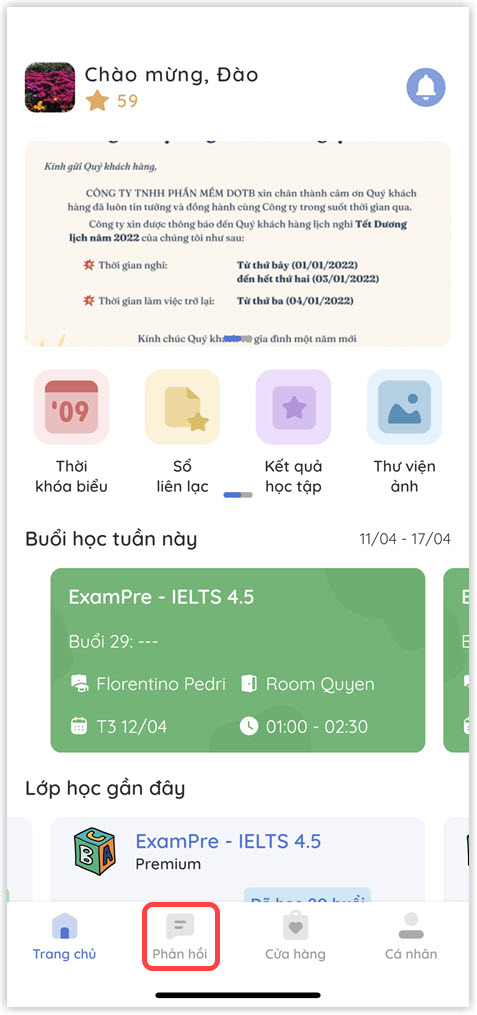 Chào mừng, Đào
59
Kính gửi Quý khách hàng,
CÔNG TY TNHH PHẦN MỀM DOTB xin chân thành cảm ơn Quý khách
hàng đã luôn tin tưởng và đồng hành cùng Công ty trong suốt thời gian qua.
Công ty xin được thông báo đến Quý khách hàng lịch nghỉ Tết Dương
lịch năm 2022 của chúng tôi như sau:
Thời gian nghỉ: Từ thứ bảy (01/01/2022)
đến hết thứ hai (03/01/2022)
Thời gian làm việc trở lại: Từ thứ ba (04/01/2022)
Kính chúc Quý gia đình một năm mới
'09
Thời
khóa biểu
Sổ
liên lạc
Kết quả
học tập
Thư viện
ảnh
Buổi học tuần này
11/04 - 17/04
ExamPre - IELTS 4.5
Buổi 29: ---
Florentino Pedri
Room Quyen
T3 12/04
01:00 - 02:30
Lớp học gần đây
C
B A
ExamPre - IELTS 4.5
Premium
Trang chủ
Phản hồi
Cửa hàng
Cá nhân